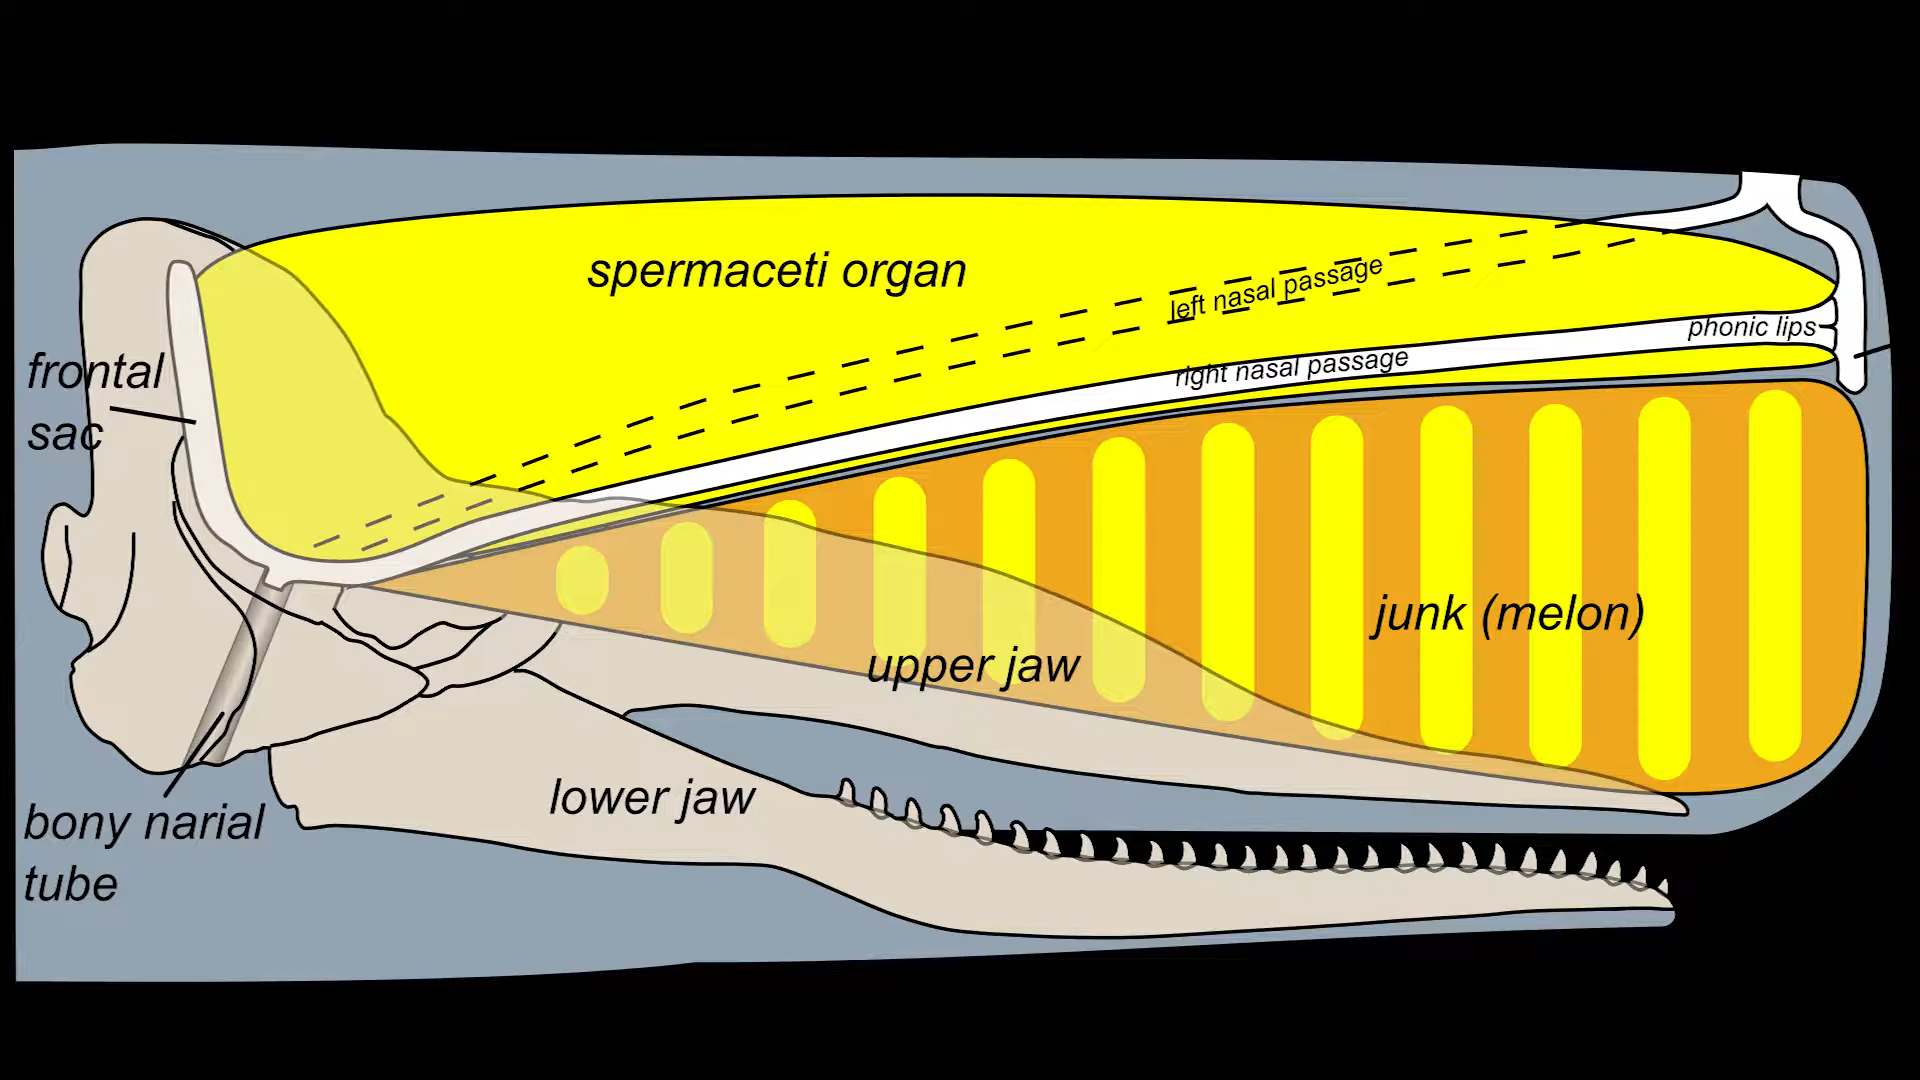 spermaceti organ
left nasal passage
phonic lips
right nasal passage
frontal
sac
junk (melon)
upper jaw
lower jaw
bony narial
tube